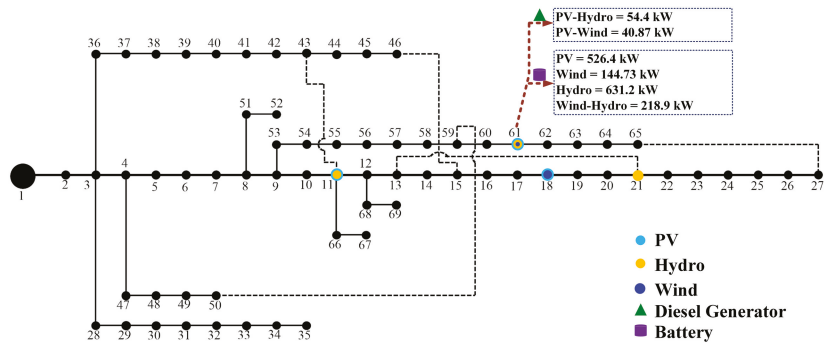 PV-Hydro = 54.4 kW
PV-Wind = 40.87 kW
36 37 38 39 40 41 42 43 44 45 46
PV = 526.4 kW
Wind = 144.73 kW
Hydro = 631.2 kW
Wind-Hydro = 218.9 kW
51 52
53 54 55 56 57 58 59 60 61 62 63 64 65
4 12
1 2 3 5 6 7 8 9 10 11 13 14 15 16 17 18 19 20 21 22 23 24 25 26 27
68 69
66 67
PV
Hydro
Wind
Diesel Generator
Battery
47 48 49 50
28 29 30 31 32 33 34 35